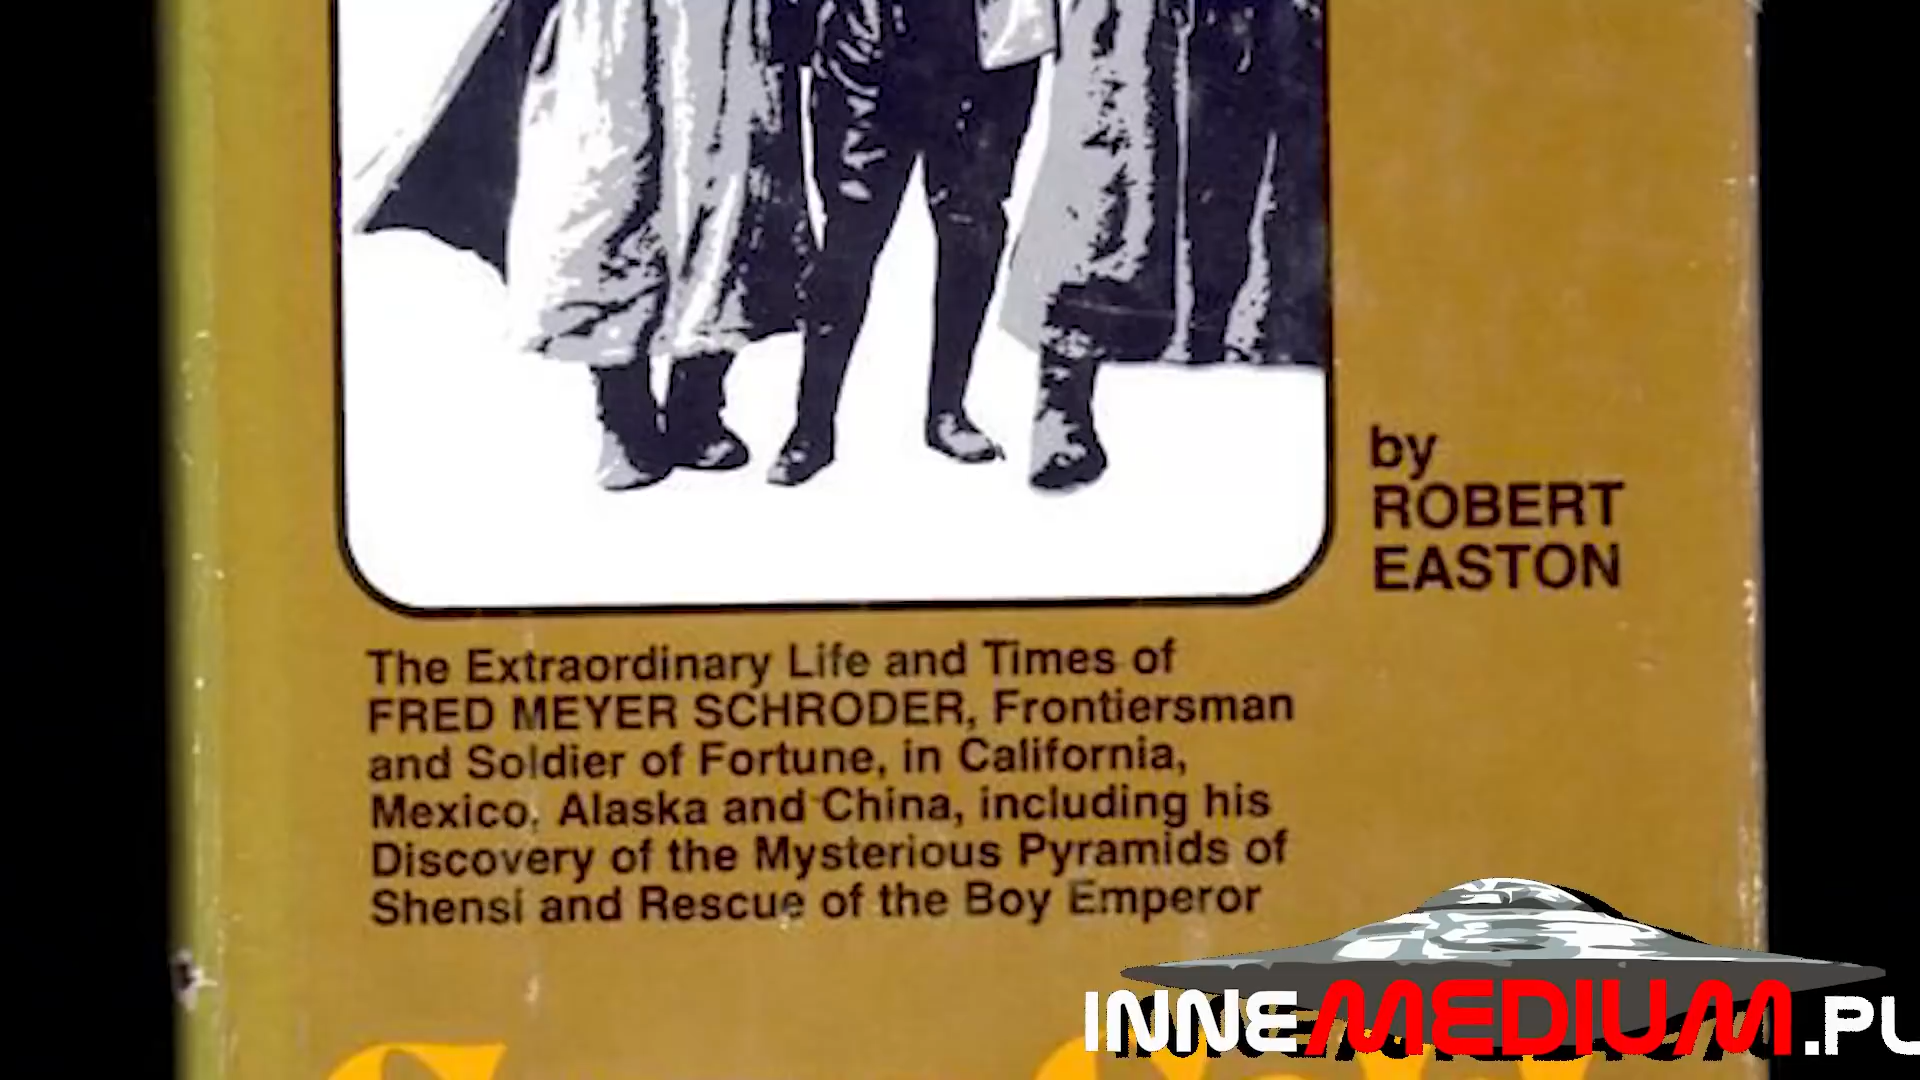 by
ROBERT
EASTON
The Extraordinary Life and Times of
FRED MEYER SCHRODER, Frontiersman
and Soldier of Fortune, in California,
Mexico, Alaska and China, including his
Discovery of the Mysterious Pyramids of
Shensi and Rescue of the Boy Emperor
INNEMEDIUM.PL